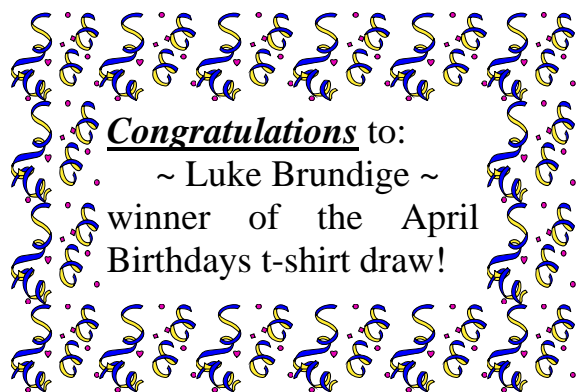 Congratulations to:
~ Luke Brundige ~
winner of the April
Birthdays t-shirt draw!